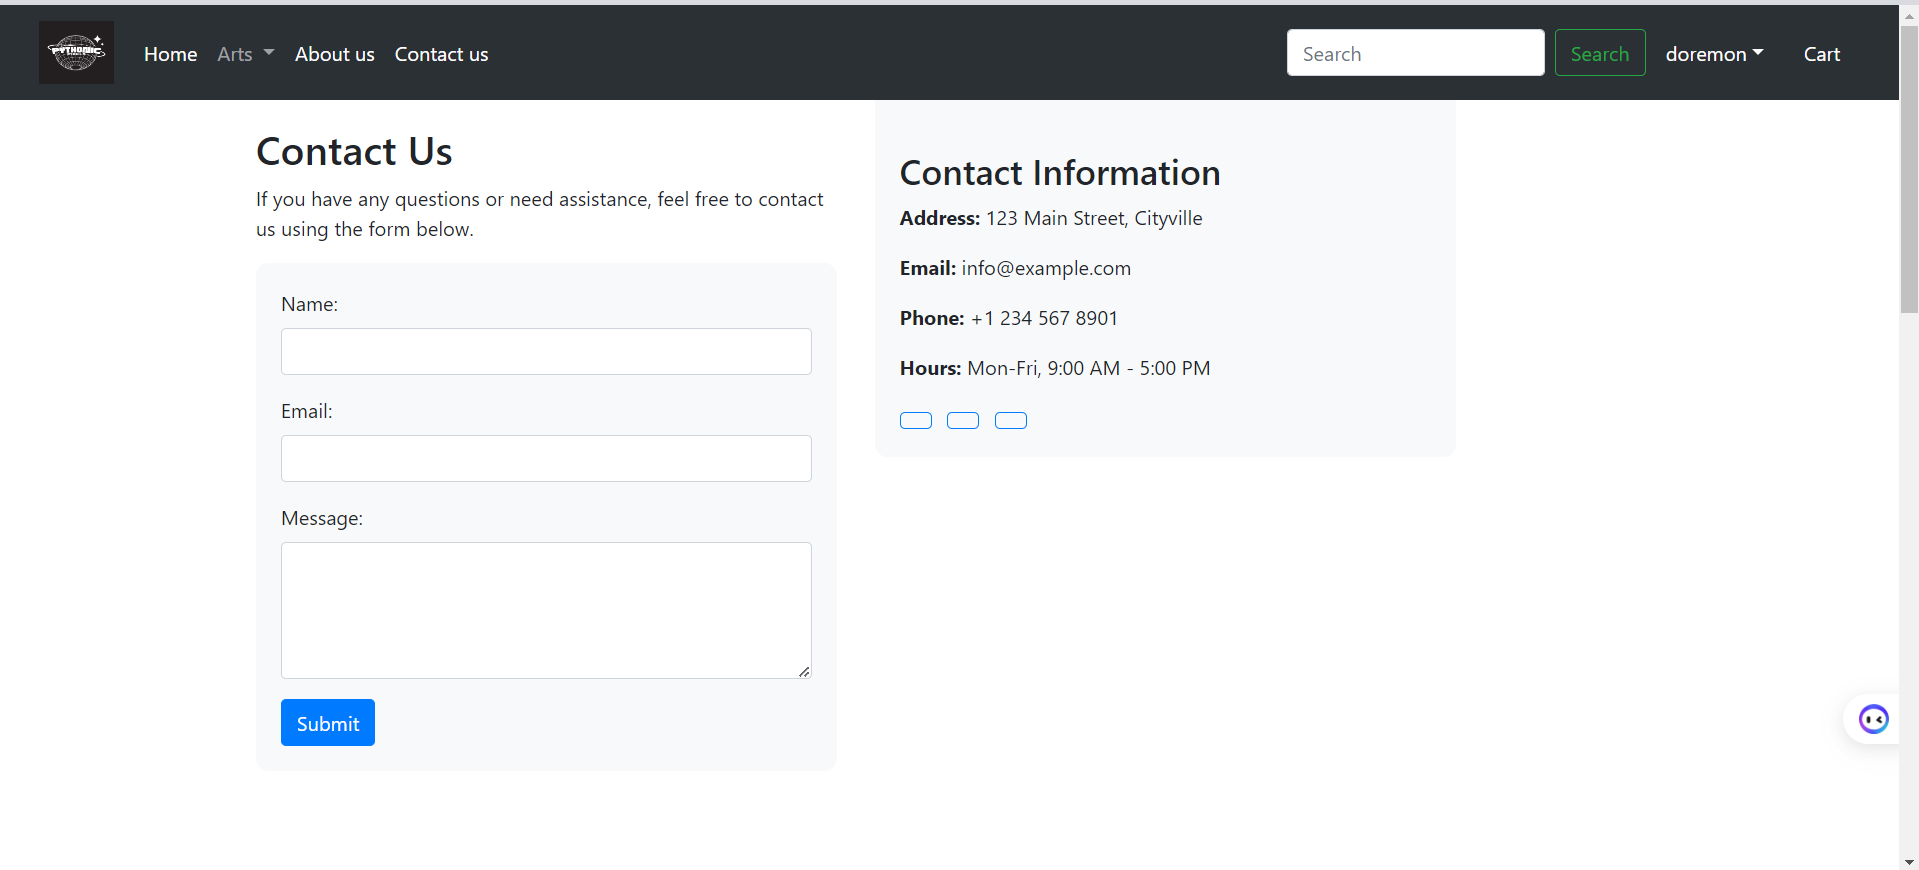 PYTHONIC
Home Arts About us Contact us Search Search doremon Cart
Contact Us
If you have any questions or need assistance, feel free to contact
us using the form below.
Name:
Email:
Message:
Submit
Contact Information
Address: 123 Main Street, Cityville
Email: info@example.com
Phone: +1 234 567 8901
Hours: Mon-Fri, 9:00 AM - 5:00 PM